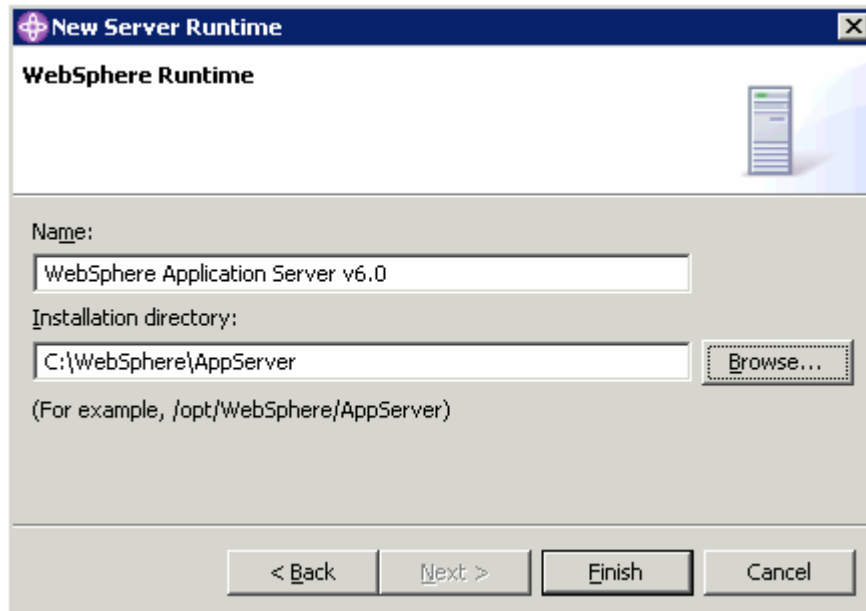 New Server Runtime
WebSphere Runtime
Name:
WebSphere Application Server v6.0
Installation directory:
C:\WebSphere\AppServer
Browse...
(For example, /opt/WebSphere/AppServer)
< Back Next > Finish Cancel